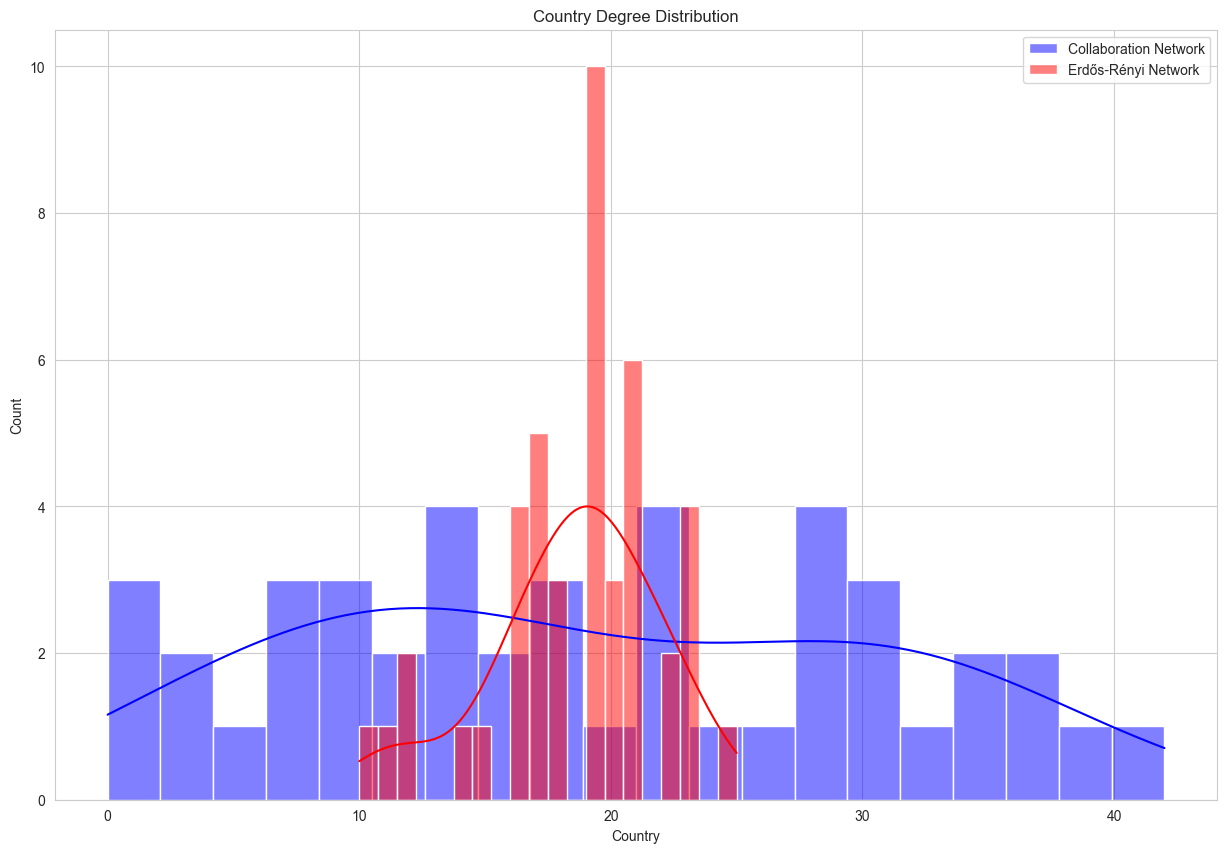 Country Degree Distribution
Collaboration Network
Erdős-Rényi Network
10
8
6
4
2
0
Count
0 10 20 30 40
Country